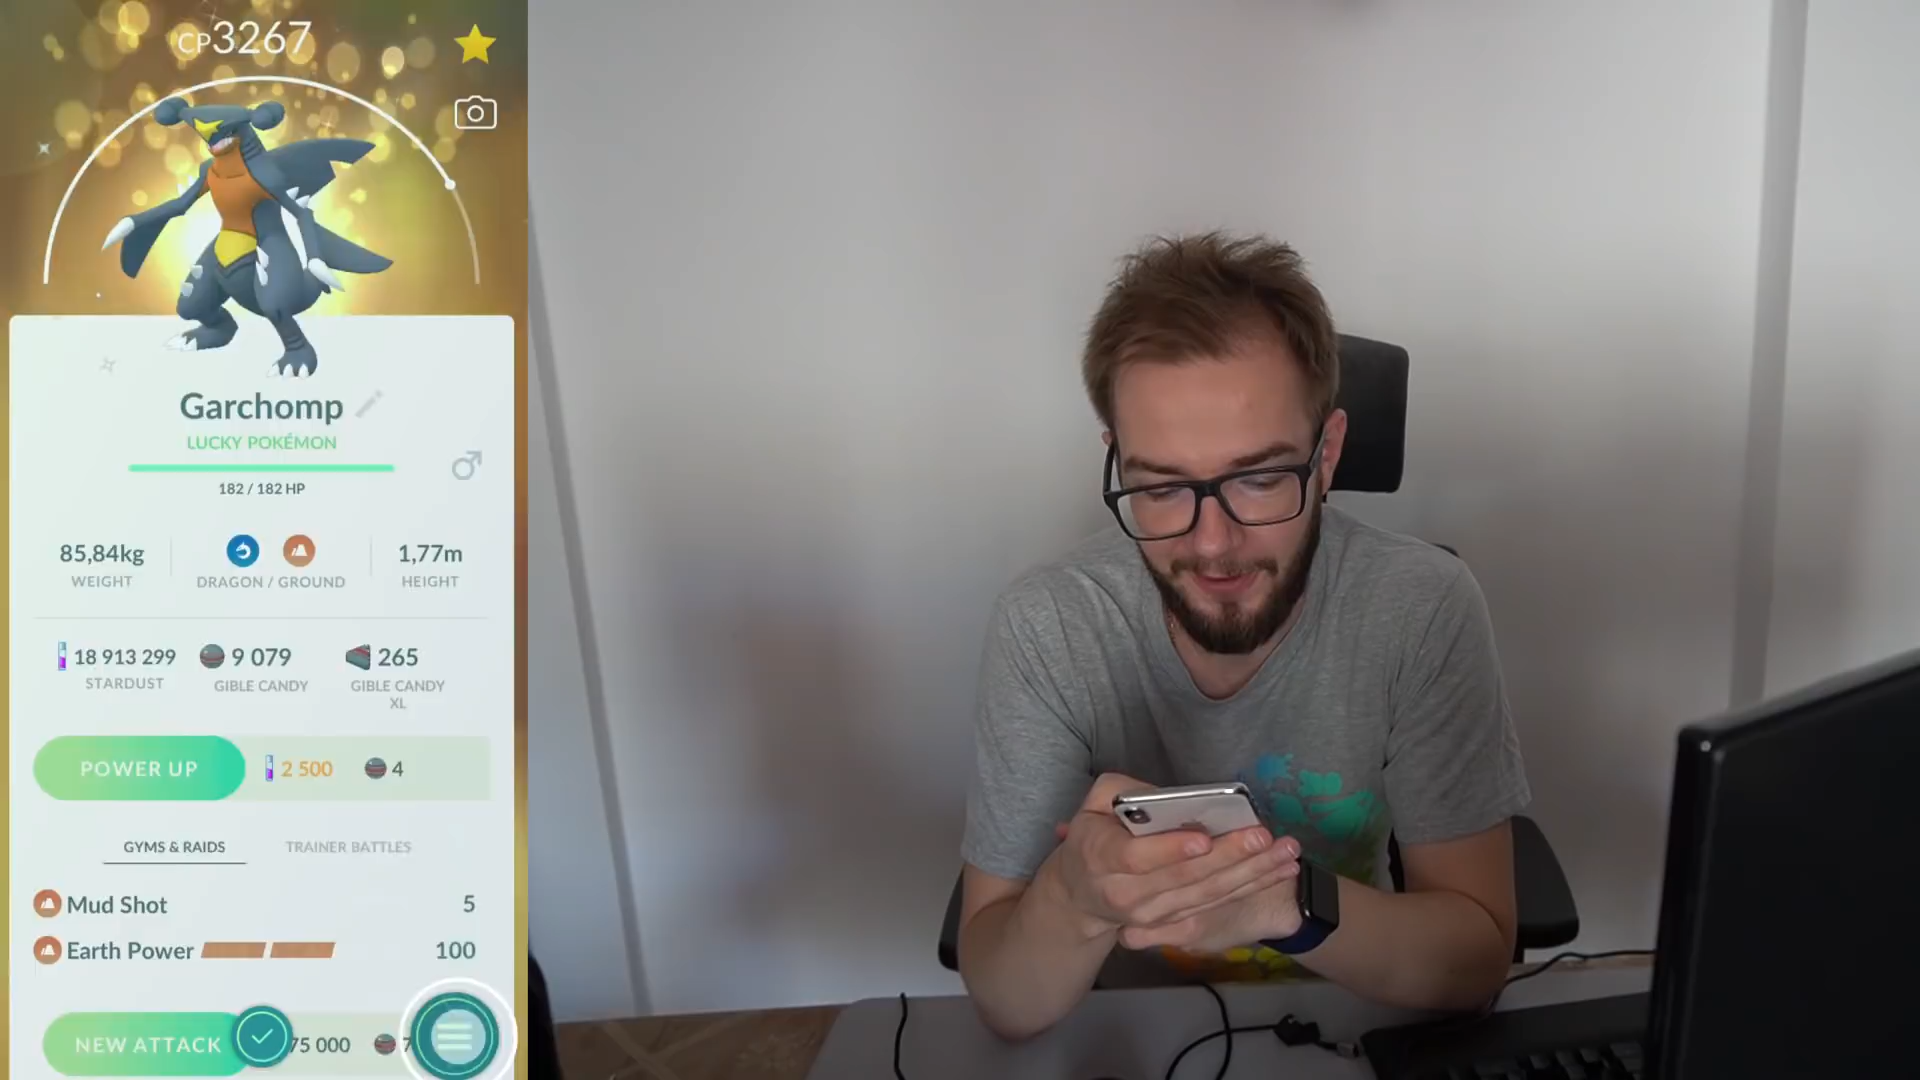 CP3267
Garchomp
LUCKY POKÉMON
182 / 182 HP
85,84kg
WEIGHT
DRAGON / GROUND
1,77m
HEIGHT
18 913 299
STARDUST
9 079
GIBLE CANDY
265
GIBLE CANDY
XL
POWER UP
2 500
4
GYMS & RAIDS
TRAINER BATTLES
Mud Shot 5
Earth Power 100
NEW ATTACK
75 000
7